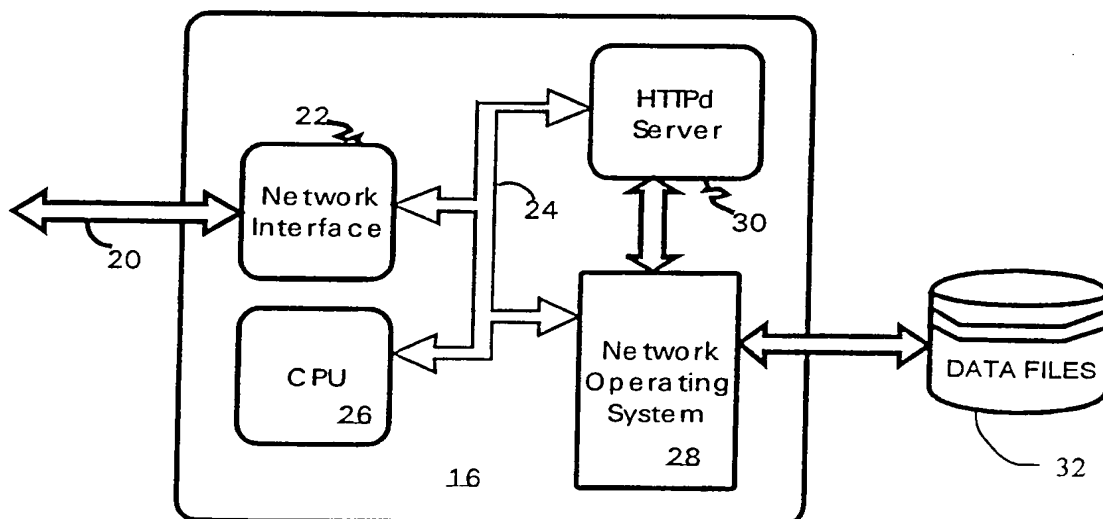 HTTPd
Server
22
Network
Interface
24
30
20
CPU
26
Network
Operating
System
28
DATA FILES
16
32